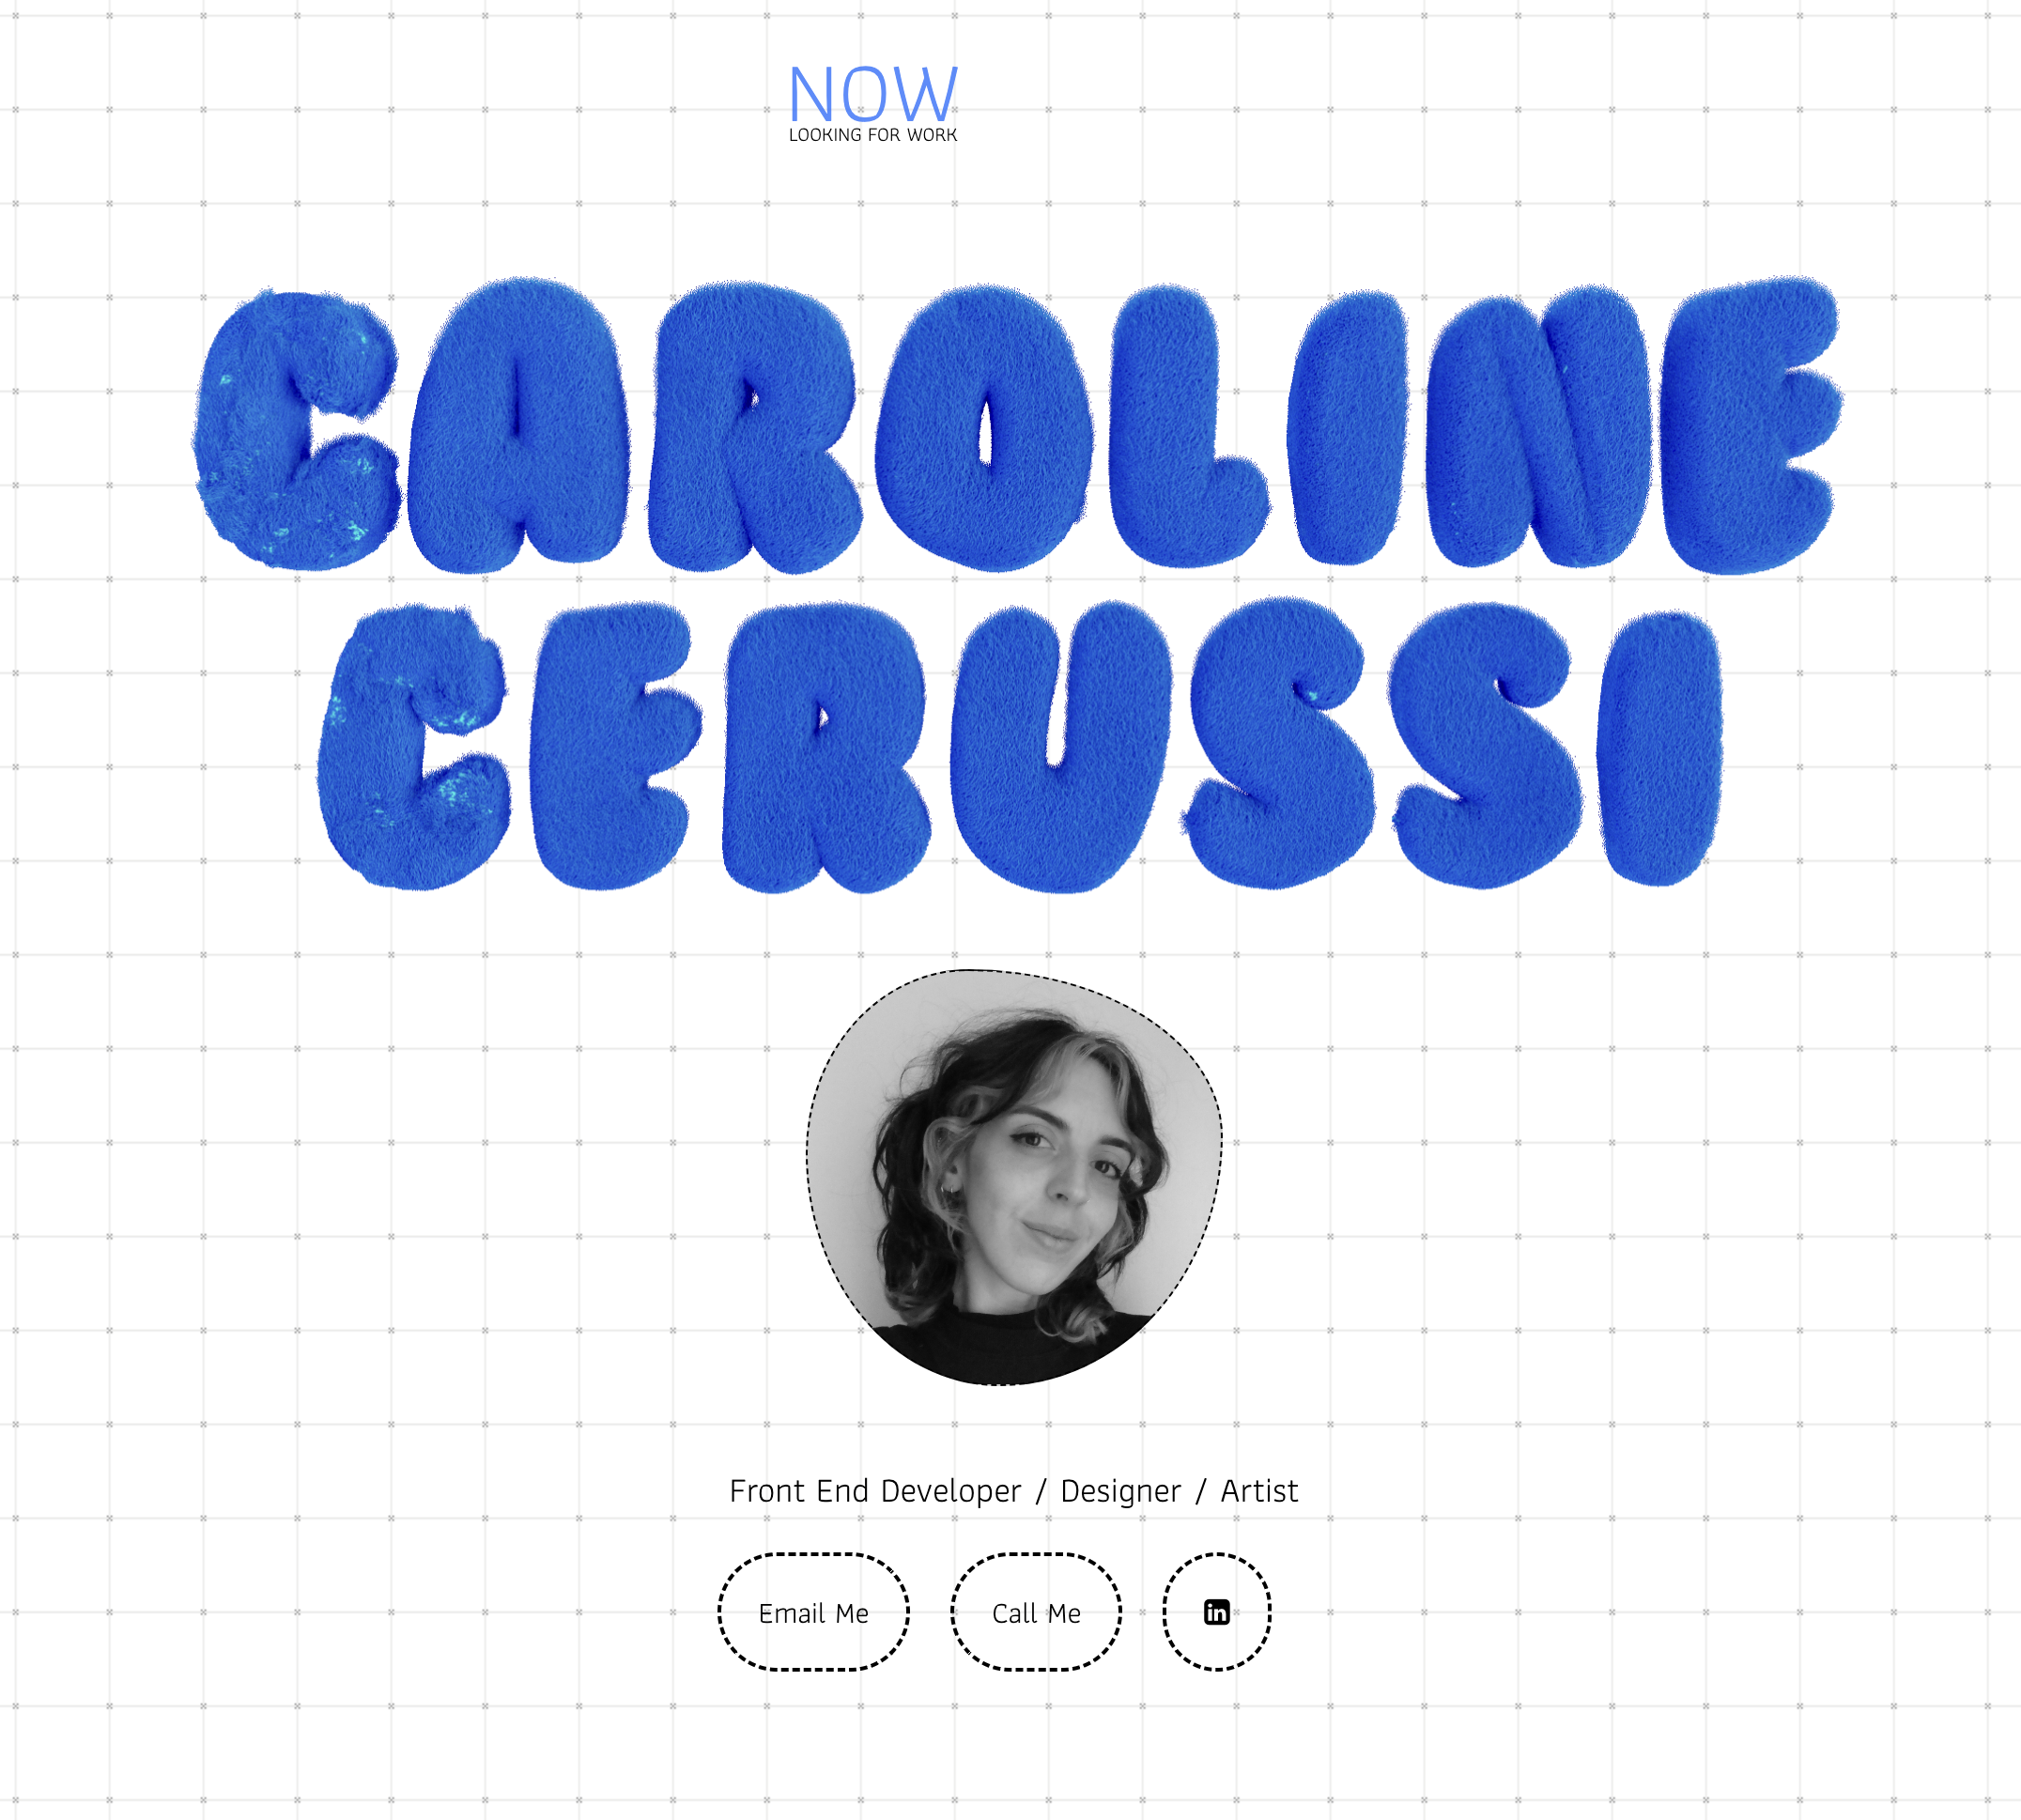 NOW
LOOKING FOR WORK
CAROLINE
CERUSSI
Front End Developer / Designer / Artist
Email Me
Call Me
in